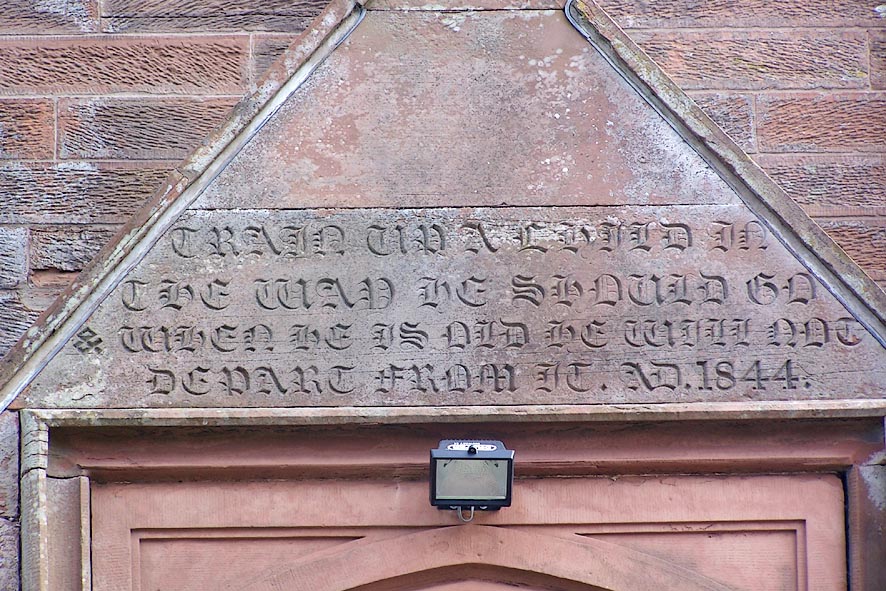 TRAIN UP A CHILD IN
THE WAY HE SHOULD GO
& WHEN HE IS OLD HE WILL NOT
DEPART FROM IT. AD. 1844.